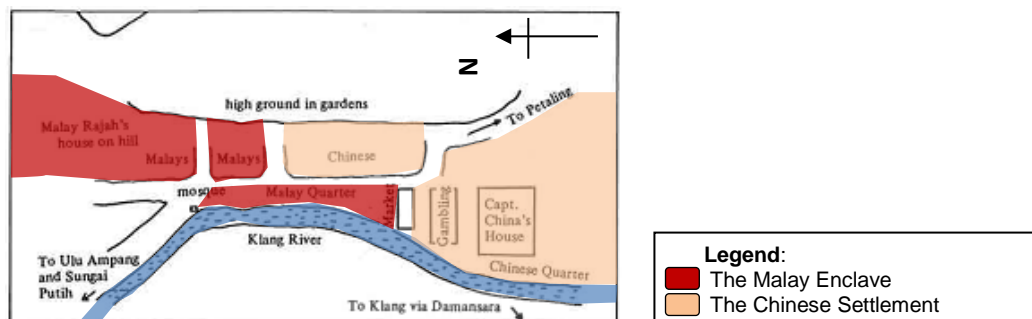 N
high ground in gardens
To Petaling
Malay Rajah's
house on hill
Malays
Malays
Chinese
mosque
Malay Quarter
Market
Gambling
Capt.
China's
House
Klang River
Chinese Quarter
To Ulu Ampang
and Sungai
Putih
To Klang via Damansara
Legend:
The Malay Enclave
The Chinese Settlement